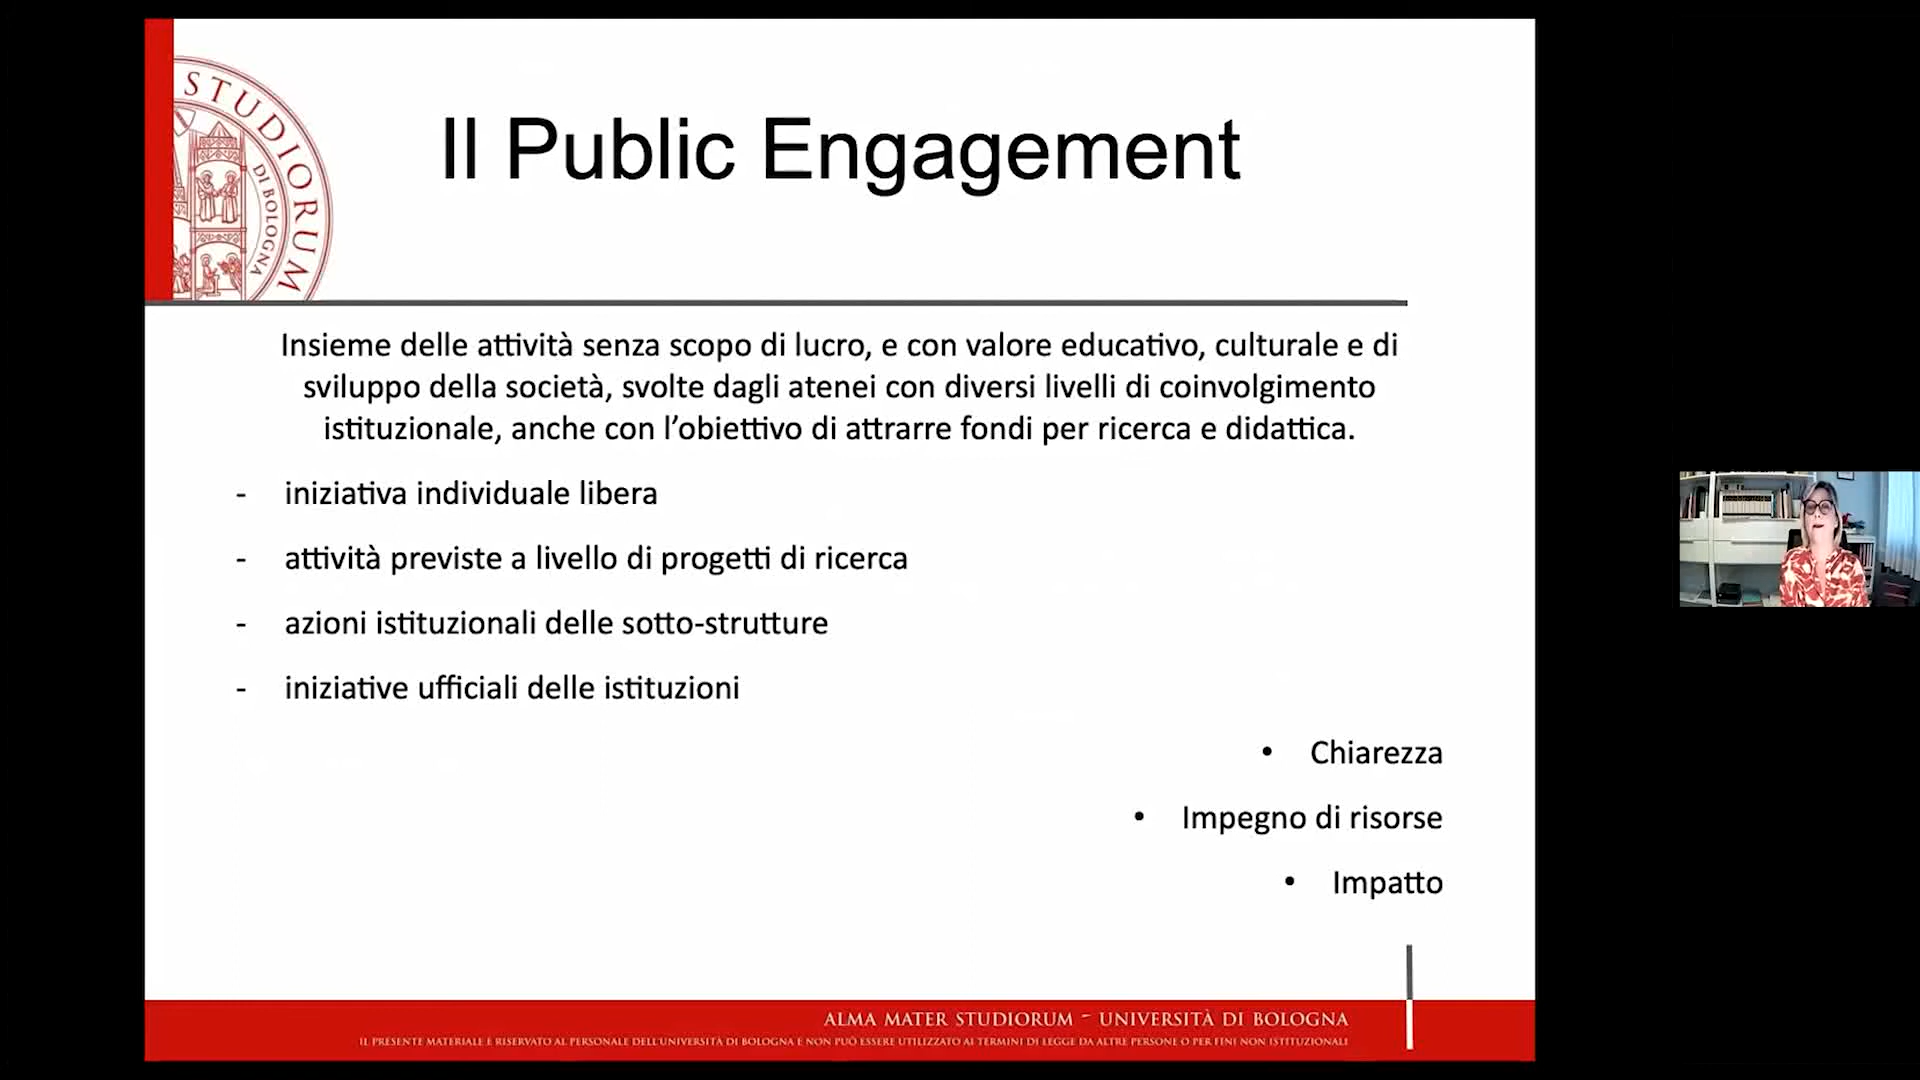 STUDIORUM
DI BOLOGNA
Il Public Engagement
Insieme delle attività senza scopo di lucro, e con valore educativo, culturale e di
sviluppo della società, svolte dagli atenei con diversi livelli di coinvolgimento
istituzionale, anche con l’obiettivo di attrarre fondi per ricerca e didattica.
- iniziativa individuale libera
- attività previste a livello di progetti di ricerca
- azioni istituzionali delle sotto-strutture
- iniziative ufficiali delle istituzioni
• Chiarezza
• Impegno di risorse
• Impatto
ALMA MATER STUDIORUM ~ UNIVERSITÀ DI BOLOGNA
IL PRESENTE MATERIALE È RISERVATO AL PERSONALE DELL'UNIVERSITÀ DI BOLOGNA E NON PUÒ ESSERE UTILIZZATO AI TERMINI DI LEGGE DA ALTRE PERSONE O PER FINI NON ISTITUZIONALI